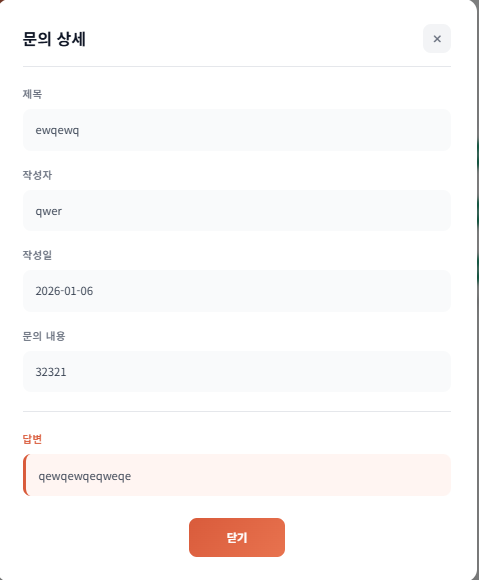 문의 상세
×
제목
ewqewq
작성자
qwer
작성일
2026-01-06
문의 내용
32321
답변
qewqewqeqweqe
닫기